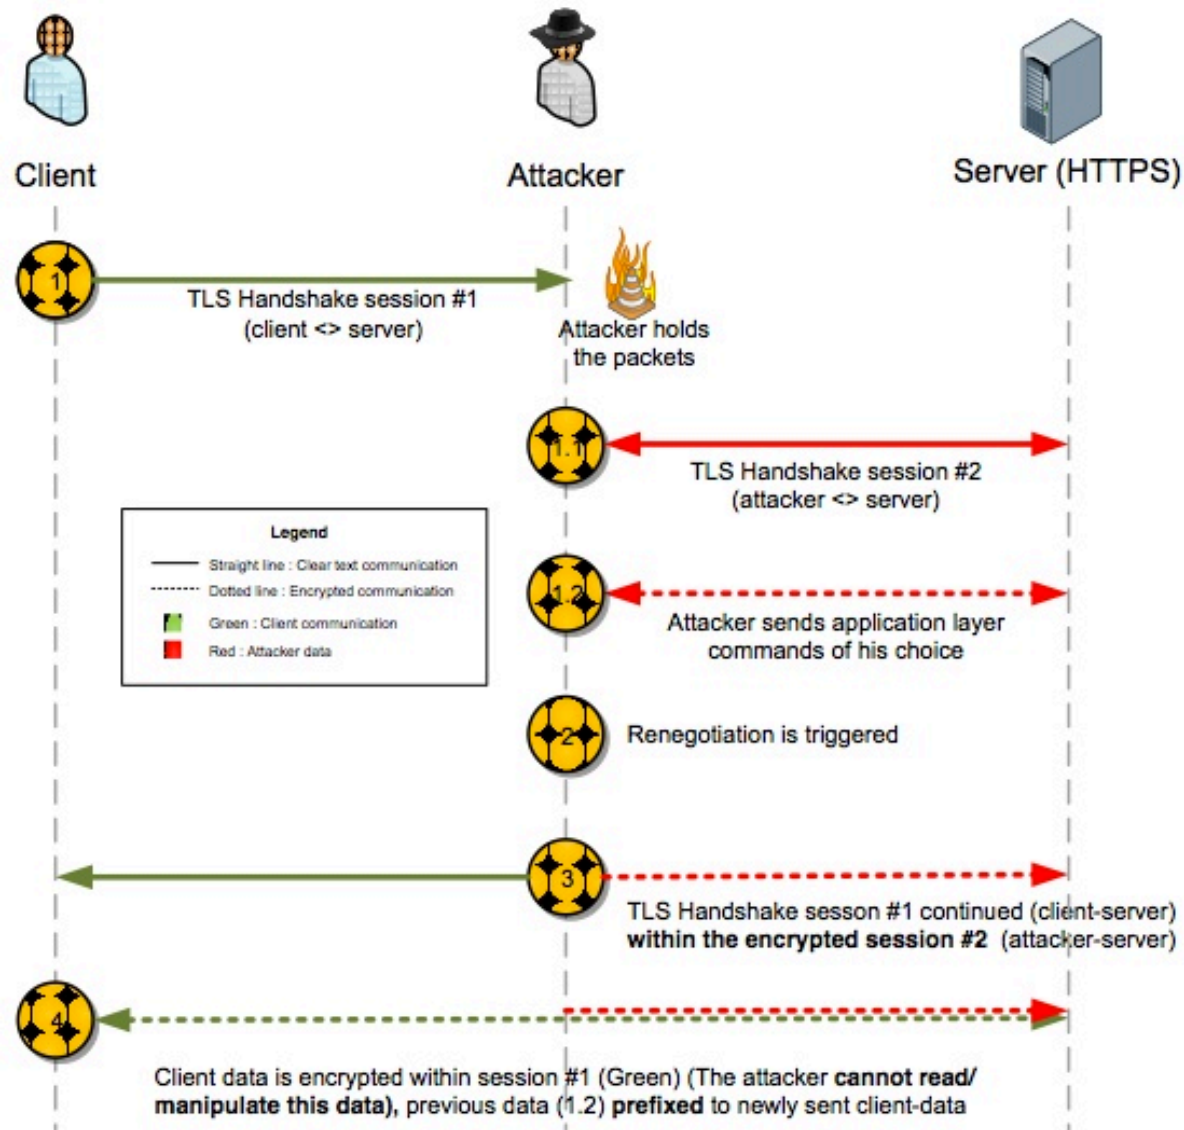 Client
Attacker
Server (HTTPS)
1
TLS Handshake session #1
(client <> server)
Attacker holds
the packets
1.1
TLS Handshake session #2
(attacker <> server)
Legend
Straight line : Clear text communication
Dotted line : Encrypted communication
Green : Client communication
Red : Attacker data
1.2
Attacker sends application layer
commands of his choice
2
Renegotiation is triggered
3
TLS Handshake sesson #1 continued (client-server)
within the encrypted session #2 (attacker-server)
4
Client data is encrypted within session #1 (Green) (The attacker cannot read/
manipulate this data), previous data (1.2) prefixed to newly sent client-data